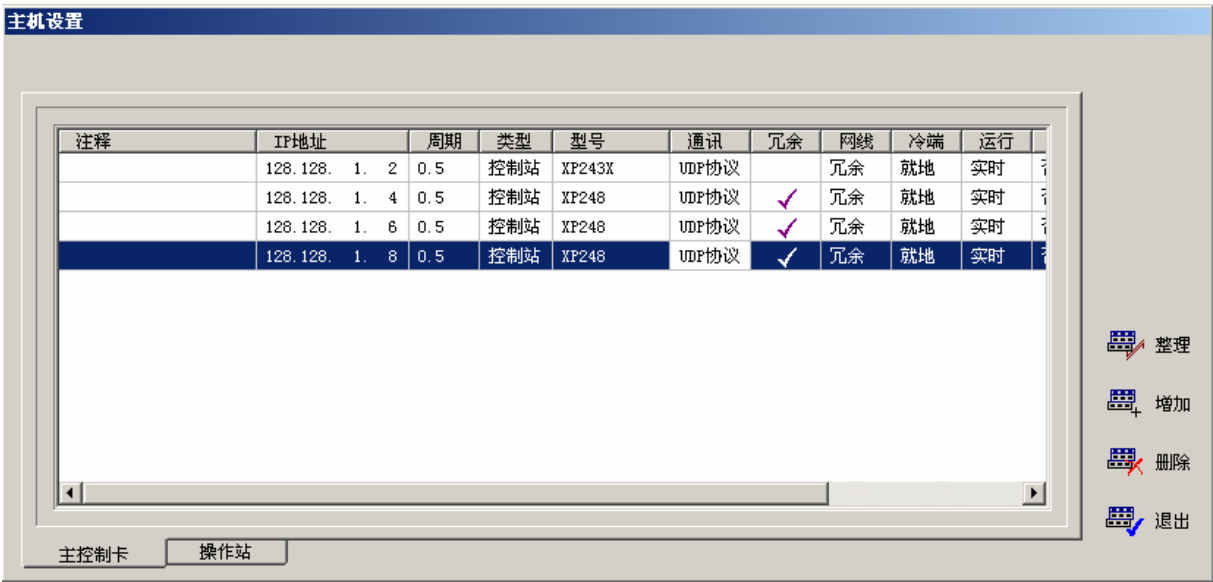 主机设置
注释 IP地址 周期 类型 型号 通讯 冗余 网线 冷端 运行
128.128. 1. 2 0.5 控制站 XP243X UDP协议 冗余 就地 实时
128.128. 1. 4 0.5 控制站 XP248 UDP协议 冗余 就地 实时
128.128. 1. 6 0.5 控制站 XP248 UDP协议 冗余 就地 实时
128.128. 1. 8 0.5 控制站 XP248 UDP协议 冗余 就地 实时
整理
增加
删除
退出
主控制卡 操作站